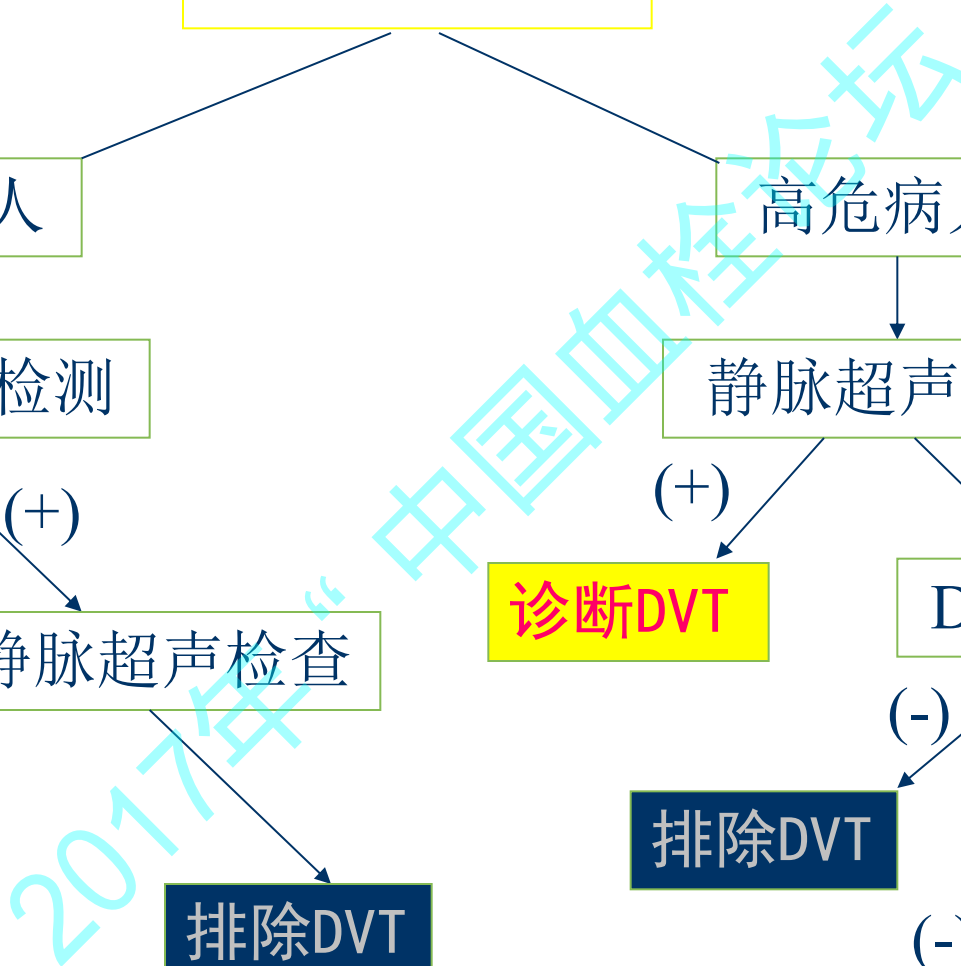 人
高危病人
检测
静脉超声
(+)
(+)
诊断DVT
静脉超声检查
D
(-)
排除DVT
排除DVT
(-)
2017年“中国血栓论坛